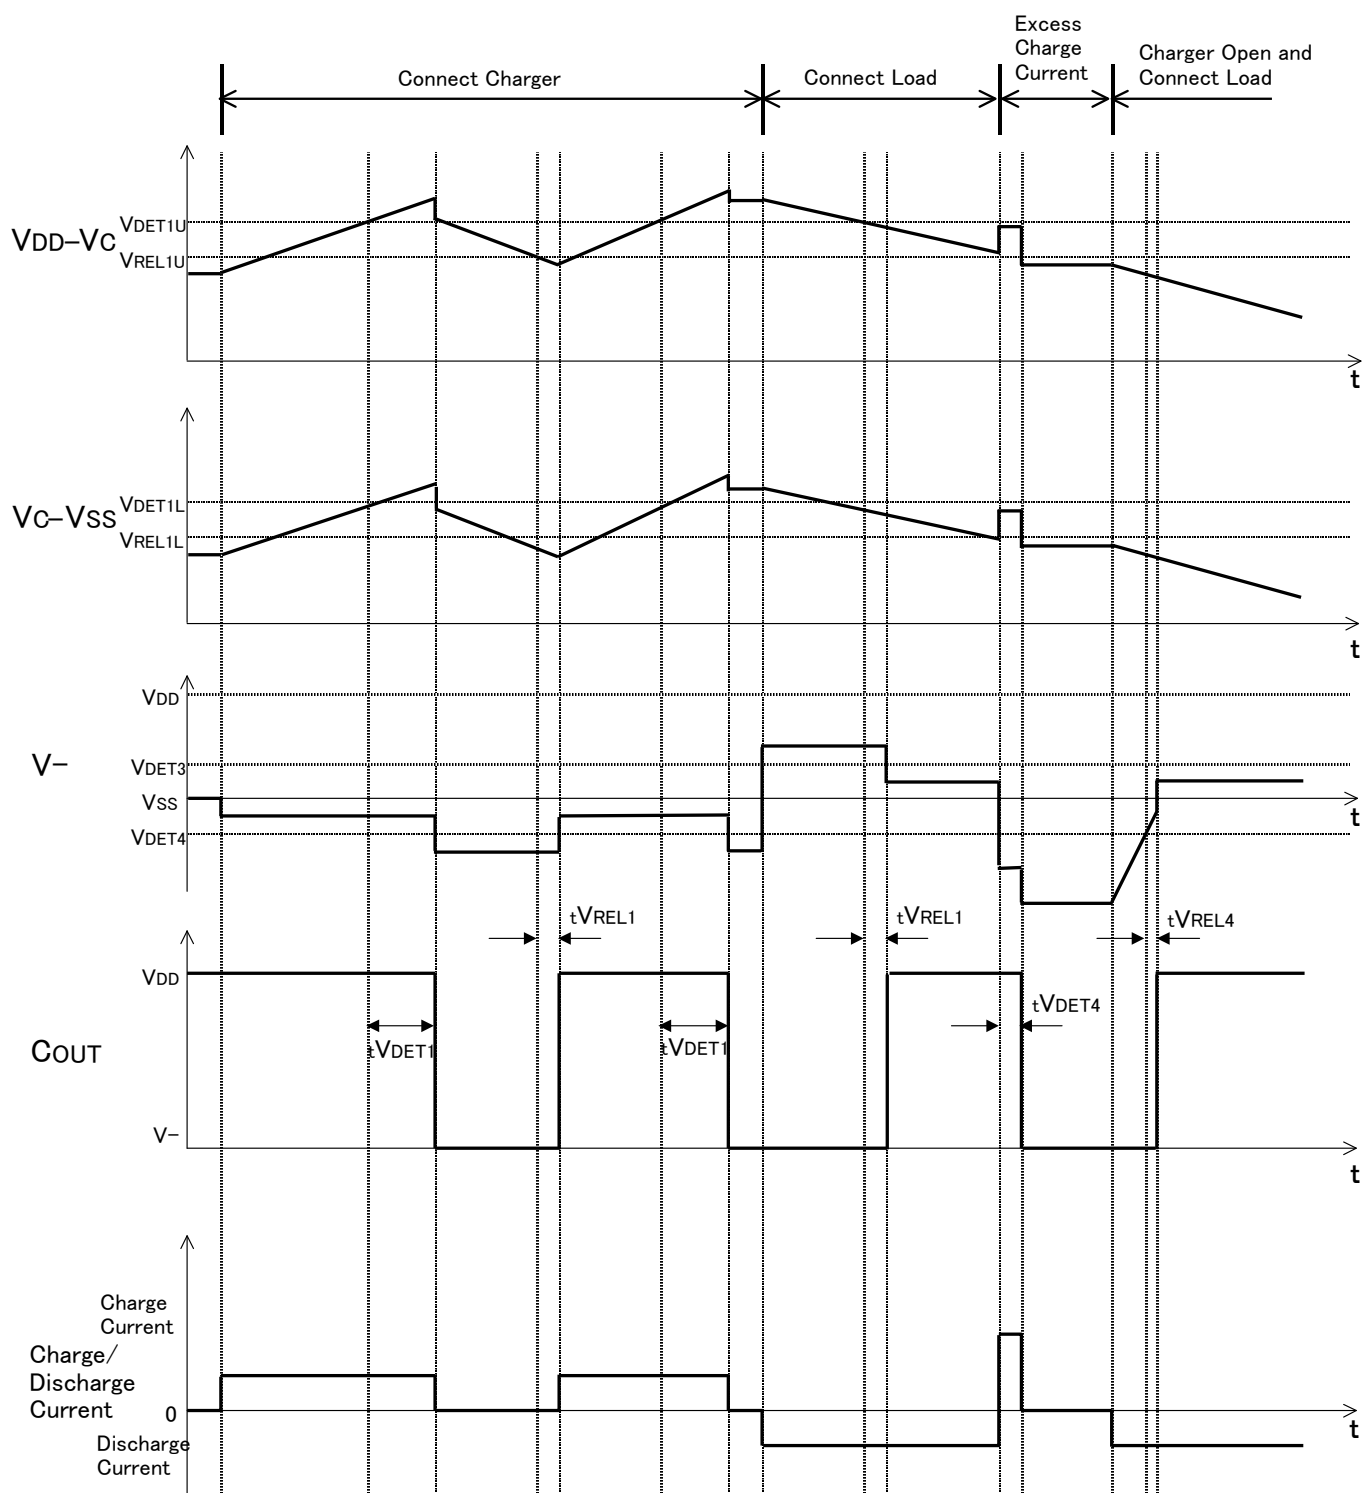 Excess
Charge
Current
Charger Open and
Connect Load
Connect Charger
Connect Load
VDD–VC
VDET1U
VREL1U
t
VC–VSS
VDET1L
VREL1L
t
V–
VDD
VDET3
VSS
VDET4
t
tVREL1
tVREL1
tVREL4
COUT
VDD
tVDET1
tVDET1
tVDET4
V–
t
Charge
Current
Charge/
Discharge
Current
0
t
Discharge
Current